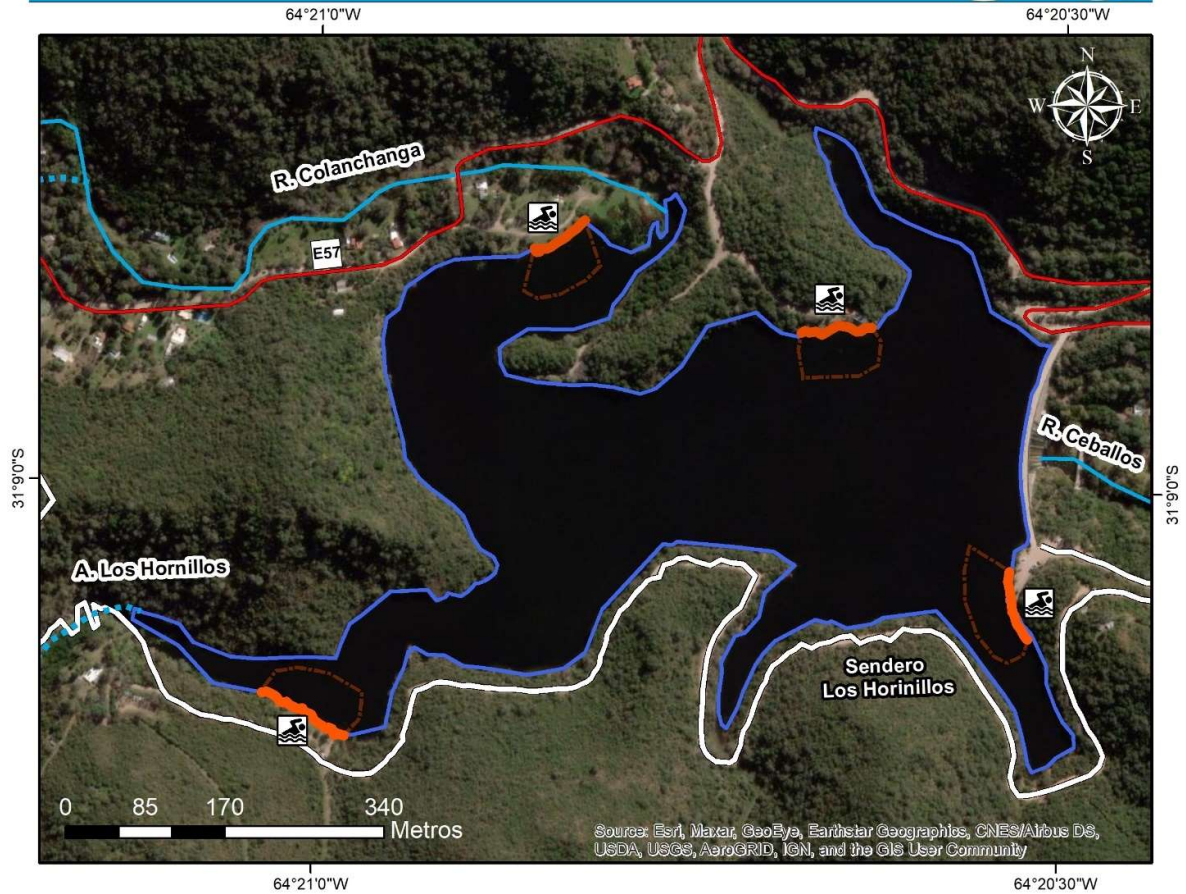 64°21'0"W
64°20'30"W
N
W E
S
R. Colanchanga
E57
R. Ceballos
31°9'0"S
31°9'0"S
A. Los Hornillos
Sendero
Los Horinillos
0 85 170 340
Metros
Source: Esri, Maxar, GeoEye, Earthstar Geographics, CNES/Airbus DS,
USDA, USGS, AeroGRID, IGN, and the GIS User Community
64°21'0"W
64°20'30"W